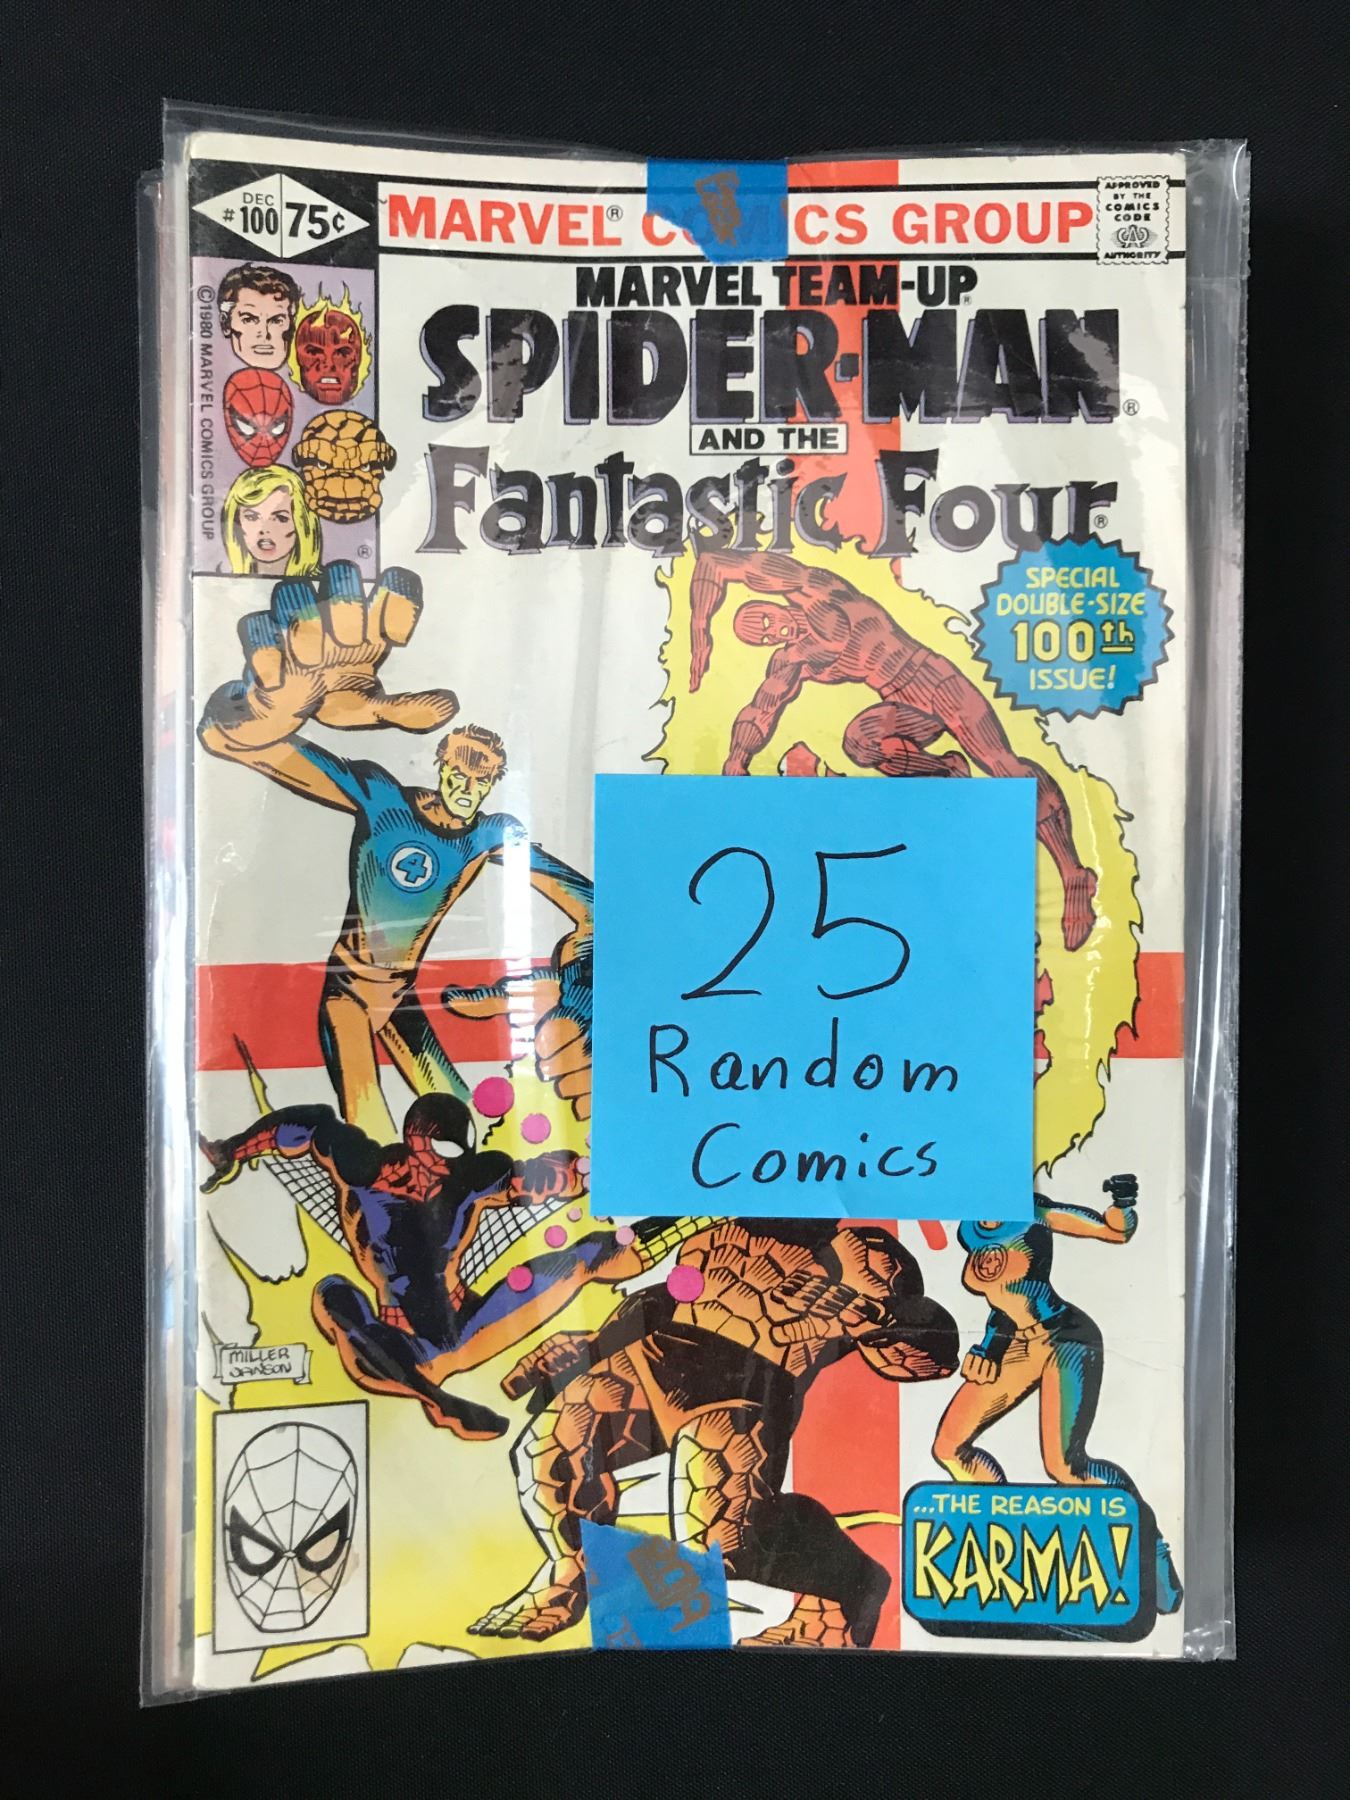 DEC
#100 75¢
MARVEL® C MICS GROUP
APPROVED
BY THE
COMICS
CODE
AUTHORITY
©1980 MARVEL COMICS GROUP
®
MARVEL TEAM-UP®
SPIDER-MAN®
AND THE
Fantastic Four®
SPECIAL
DOUBLE-SIZE
100th
ISSUE!
4
25
Random
Comics
MILLER
JANSON
...THE REASON IS
KARMA!